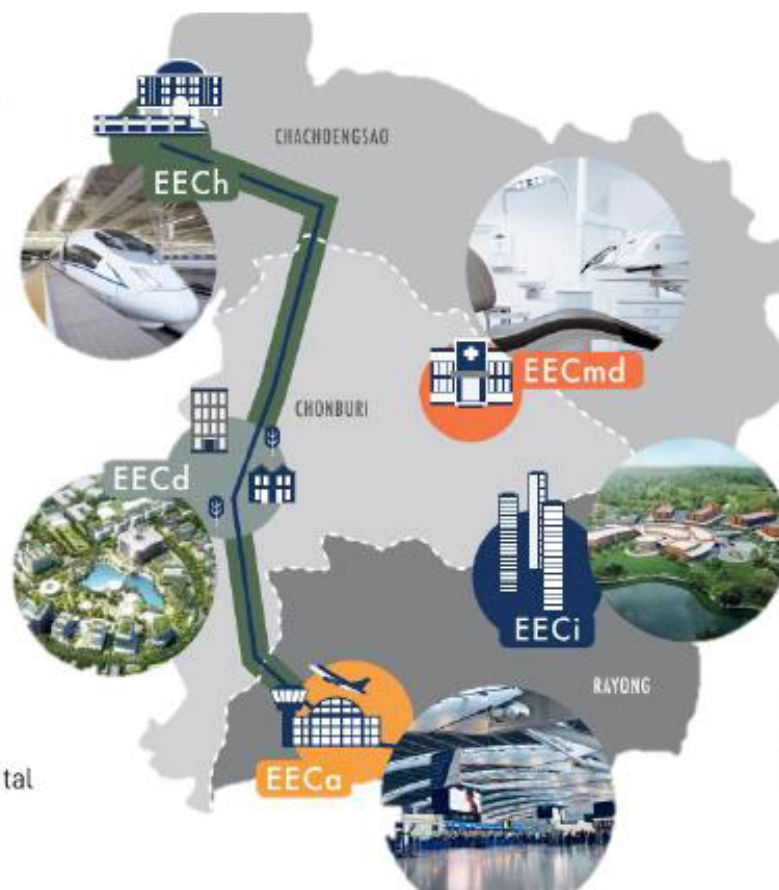 CHACHOENGSAO
EECh
EECmd
CHONBURI
EECd
EECi
RAYONG
EECa
tal